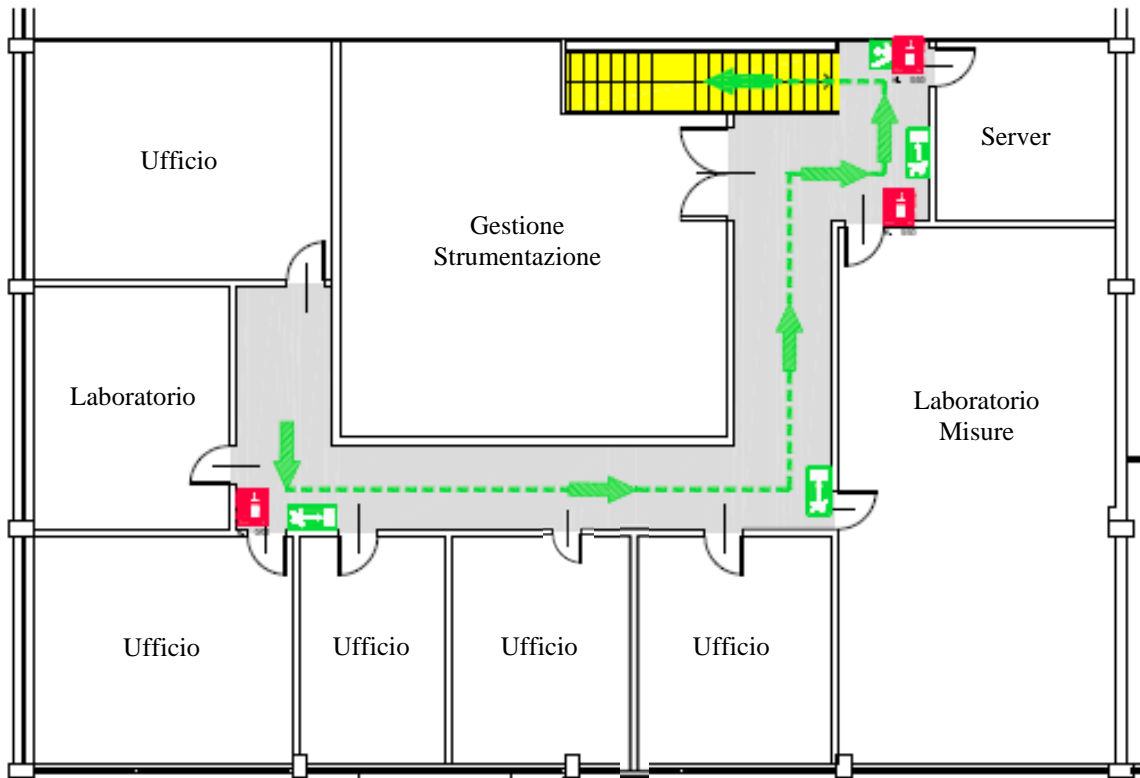 Ufficio
Server
Gestione
Strumentazione
Laboratorio
Laboratorio
Misure
Ufficio
Ufficio
Ufficio
Ufficio